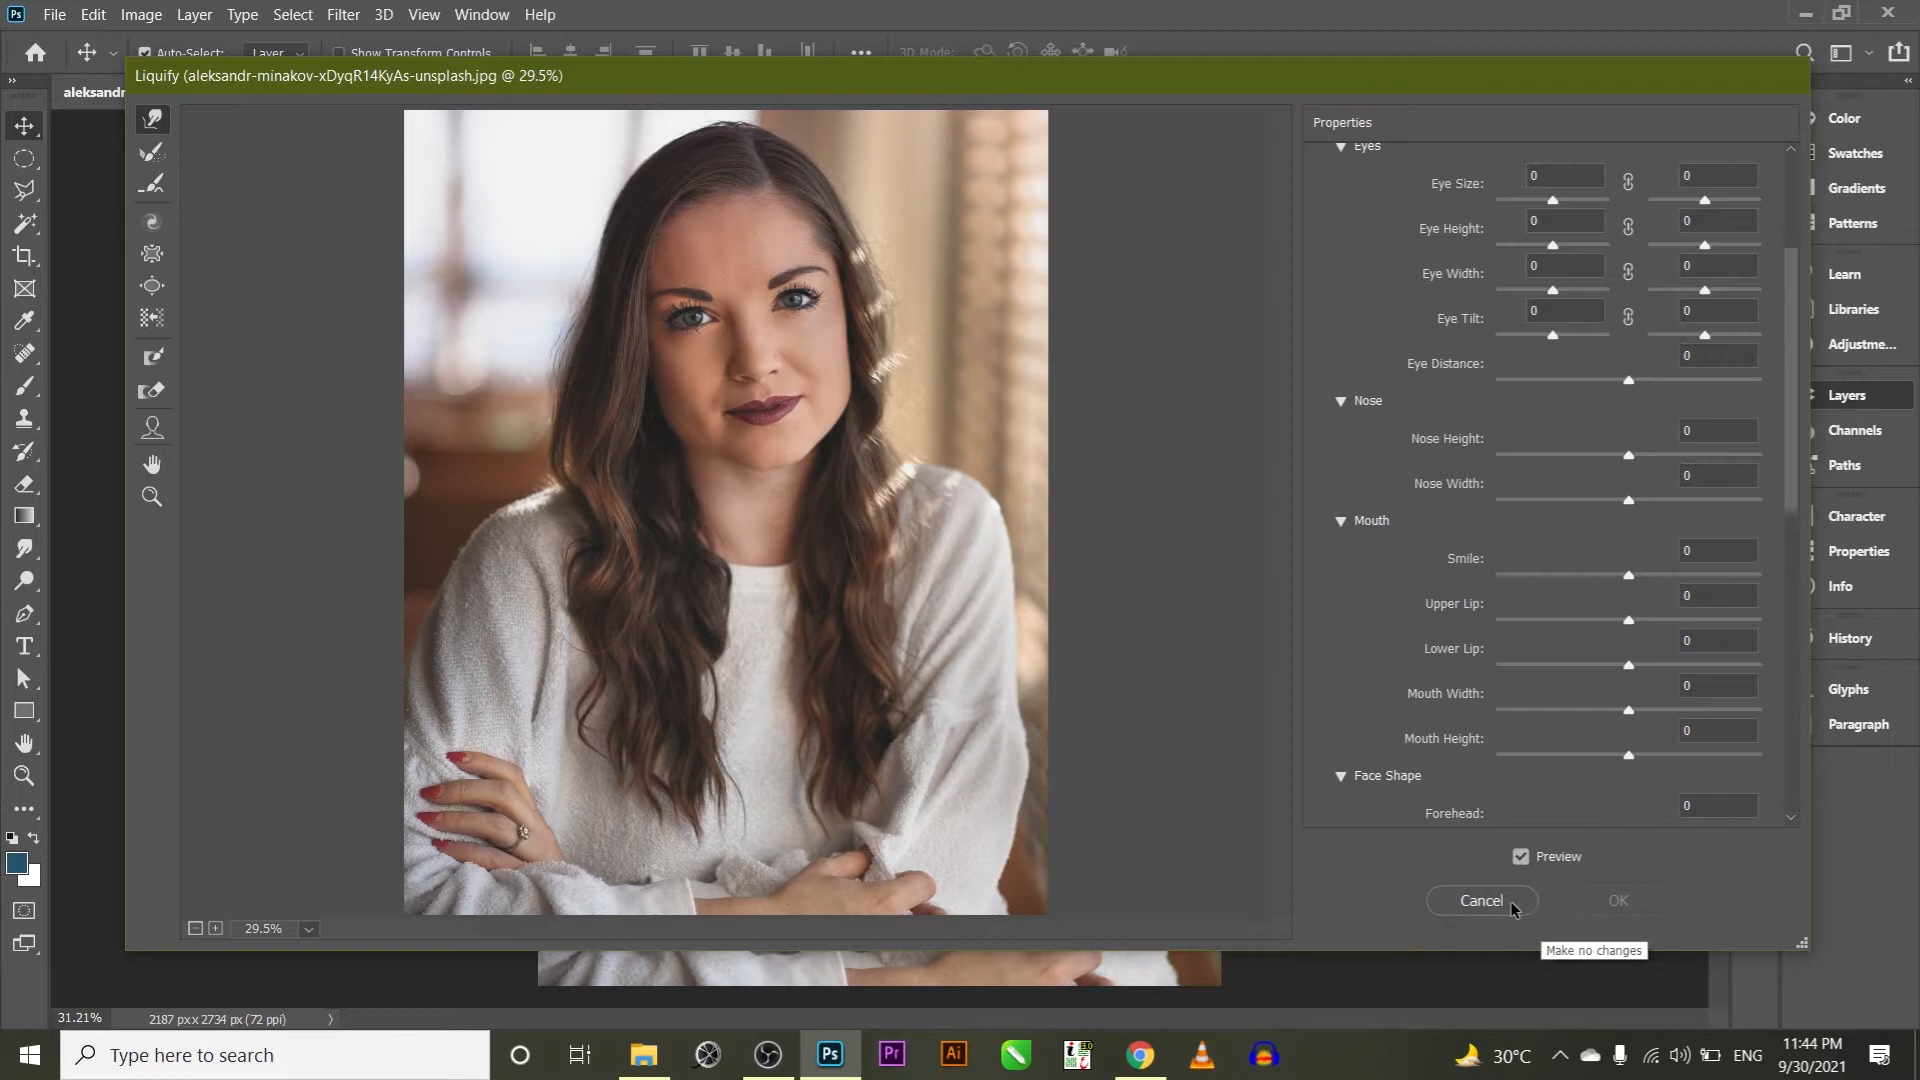 Ps File Edit Image Layer Type Select Filter 3D View Window Help
Auto-Select: Layer Show Transform Controls 3D Mode:
Liquify (aleksandr-minakov-xDyqR14KyAs-unsplash.jpg @ 29.5%)
aleksandr
Properties
Eyes
Eye Size: 0 0
Eye Height: 0 0
Eye Width: 0 0
Eye Tilt: 0 0
Eye Distance: 0
Nose
Nose Height: 0
Nose Width: 0
Mouth
Smile: 0
Upper Lip: 0
Lower Lip: 0
Mouth Width: 0
Mouth Height: 0
Face Shape
Forehead: 0
Preview
Cancel OK
Make no changes
29.5%
Color
Swatches
Gradients
Patterns
Learn
Libraries
Adjustme...
Layers
Channels
Paths
Character
Properties
Info
History
Glyphs
Paragraph
31.21% 2187 px x 2734 px (72 ppi)
Type here to search
Ps Pr Ai
30°C ENG
11:44 PM
9/30/2021